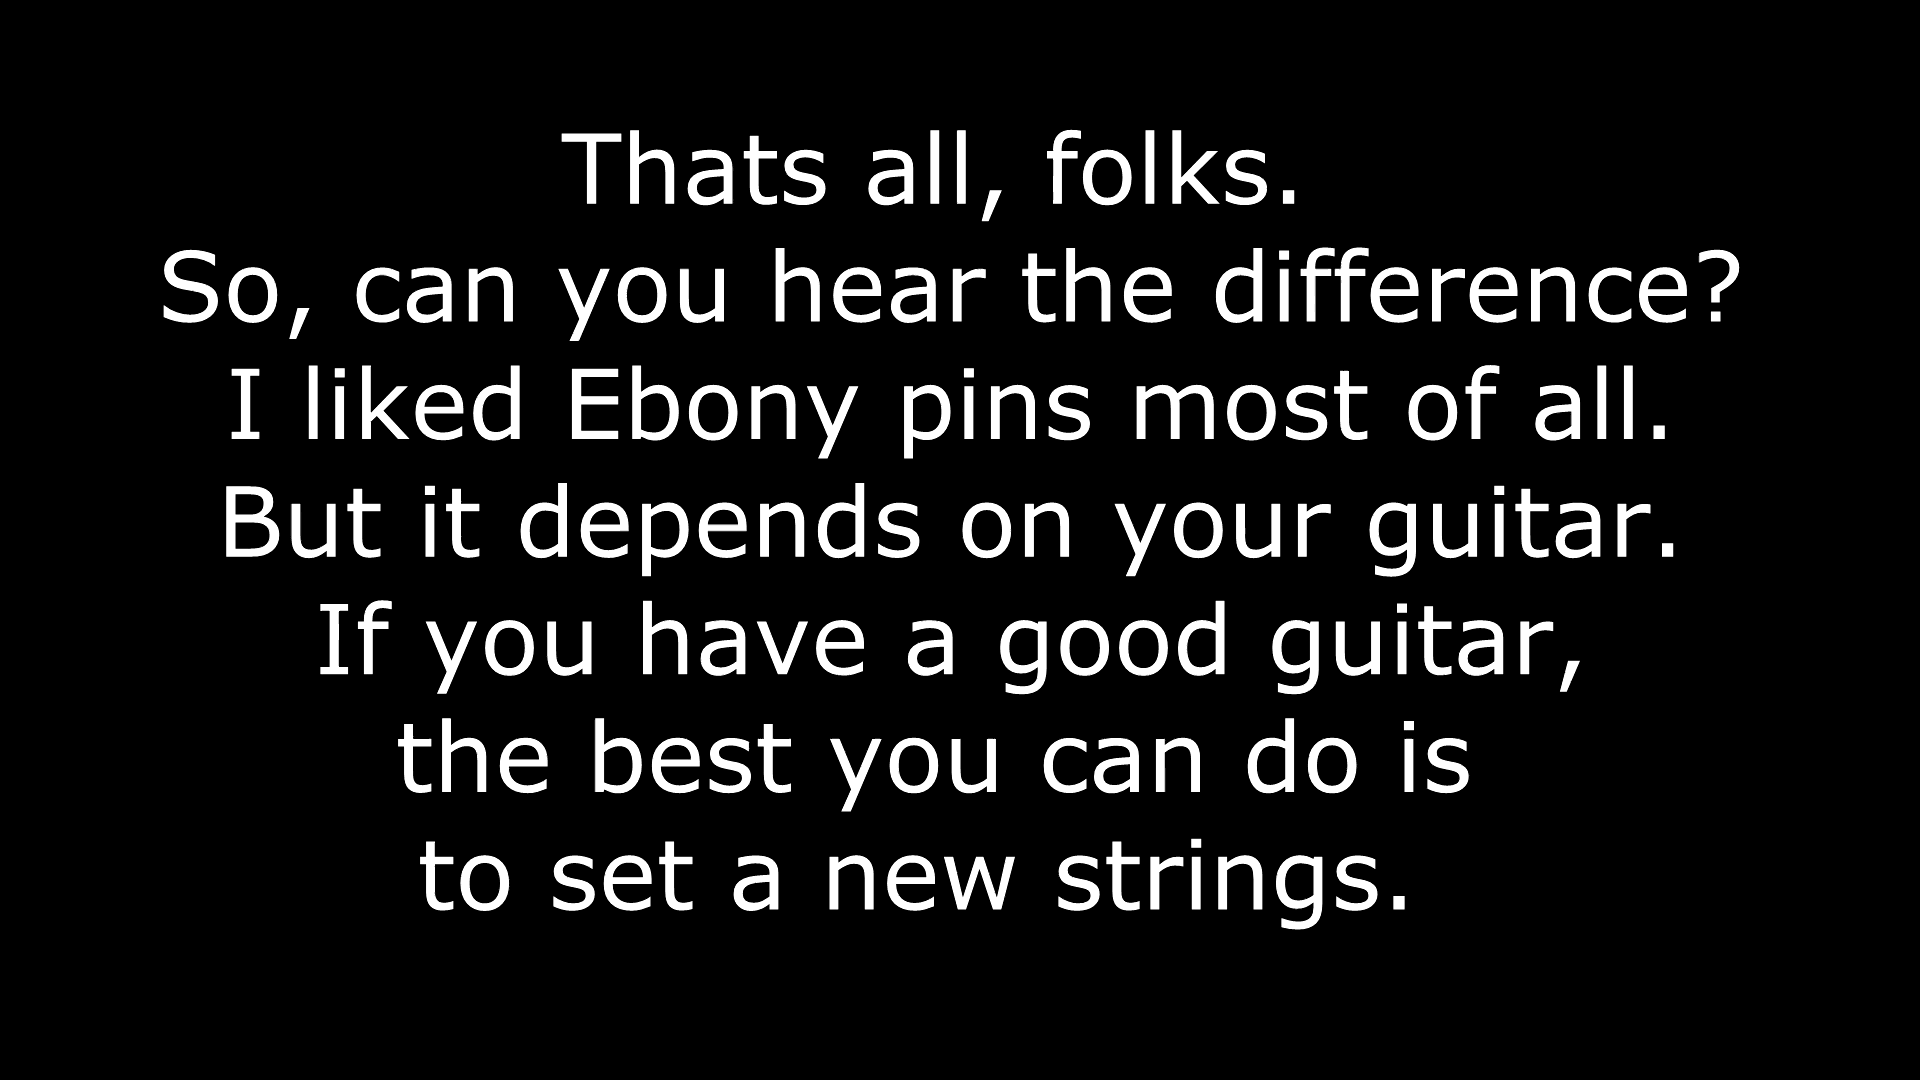 Thats all, folks.
So, can you hear the difference?
I liked Ebony pins most of all.
But it depends on your guitar.
If you have a good guitar,
the best you can do is
to set a new strings.